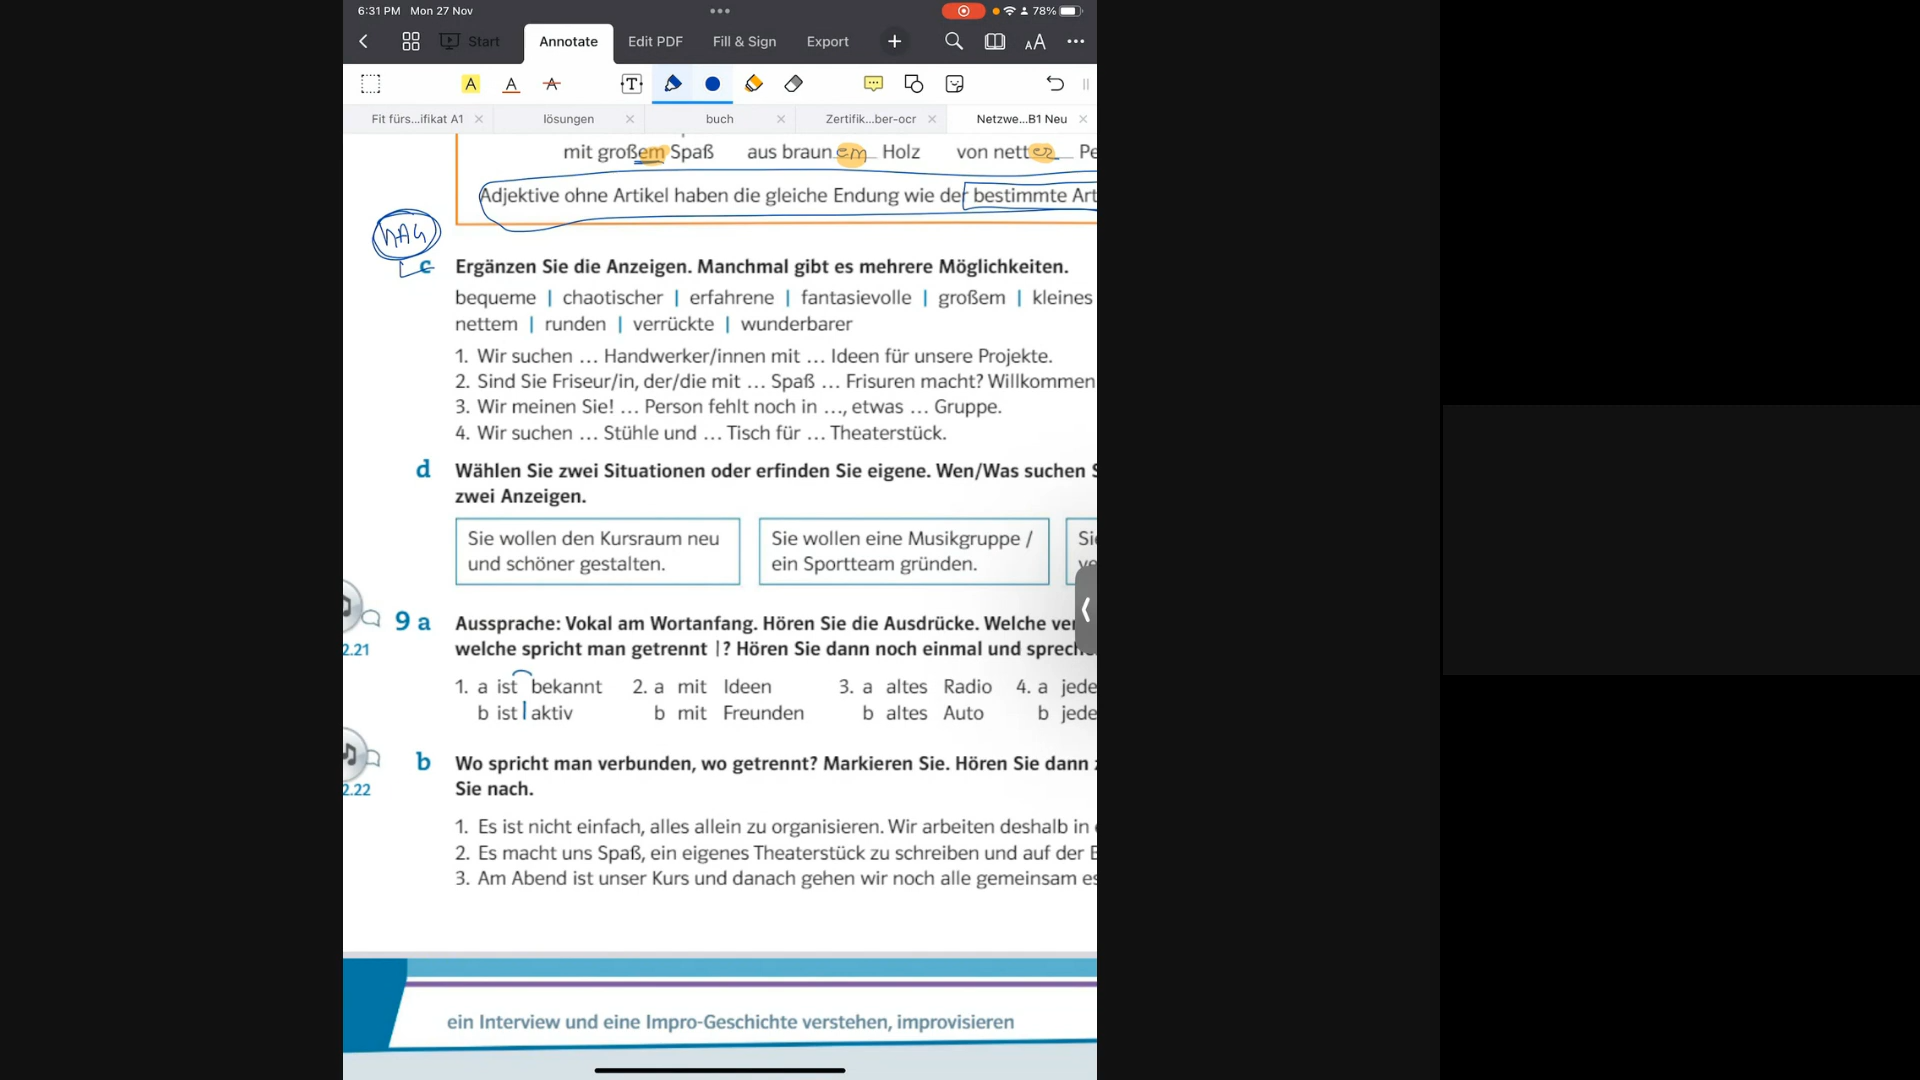 6:31 PM Mon 27 Nov
78%
Start
Annotate
Edit PDF
Fill & Sign
Export
Fit fürs...ifikat A1
lösungen
buch
Zertifik...ber-ocr
Netzwe...B1 Neu
mit großem Spaß aus braunem Holz von netter Pe
Adjektive ohne Artikel haben die gleiche Endung wie der bestimmte Art
c Ergänzen Sie die Anzeigen. Manchmal gibt es mehrere Möglichkeiten.
bequeme | chaotischer | erfahrene | fantasievolle | großem | kleines
nettem | runden | verrückte | wunderbarer
1. Wir suchen ... Handwerker/innen mit ... Ideen für unsere Projekte.
2. Sind Sie Friseur/in, der/die mit ... Spaß ... Frisuren macht? Willkommen
3. Wir meinen Sie! ... Person fehlt noch in ..., etwas ... Gruppe.
4. Wir suchen ... Stühle und ... Tisch für ... Theaterstück.
d Wählen Sie zwei Situationen oder erfinden Sie eigene. Wen/Was suchen S
zwei Anzeigen.
Sie wollen den Kursraum neu
und schöner gestalten.
Sie wollen eine Musikgruppe /
ein Sportteam gründen.
Sie
9 a Aussprache: Vokal am Wortanfang. Hören Sie die Ausdrücke. Welche ver
2.21 welche spricht man getrennt |? Hören Sie dann noch einmal und spreche
1. a ist bekannt 2. a mit Ideen 3. a altes Radio 4. a jede
b ist | aktiv b mit Freunden b altes Auto b jede
b Wo spricht man verbunden, wo getrennt? Markieren Sie. Hören Sie dann z
2.22 Sie nach.
1. Es ist nicht einfach, alles allein zu organisieren. Wir arbeiten deshalb in
2. Es macht uns Spaß, ein eigenes Theaterstück zu schreiben und auf der B
3. Am Abend ist unser Kurs und danach gehen wir noch alle gemeinsam es
ein Interview und eine Impro-Geschichte verstehen, improvisieren